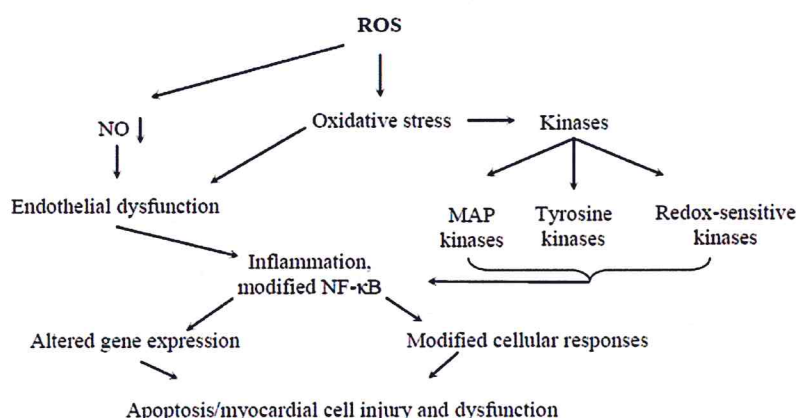 ROS
NO
Oxidative stress
Kinases
Endothelial dysfunction
MAP
kinases
Tyrosine
kinases
Redox-sensitive
kinases
Inflammation,
modified NF-κB
Altered gene expression
Modified cellular responses
Apoptosis/myocardial cell injury and dysfunction